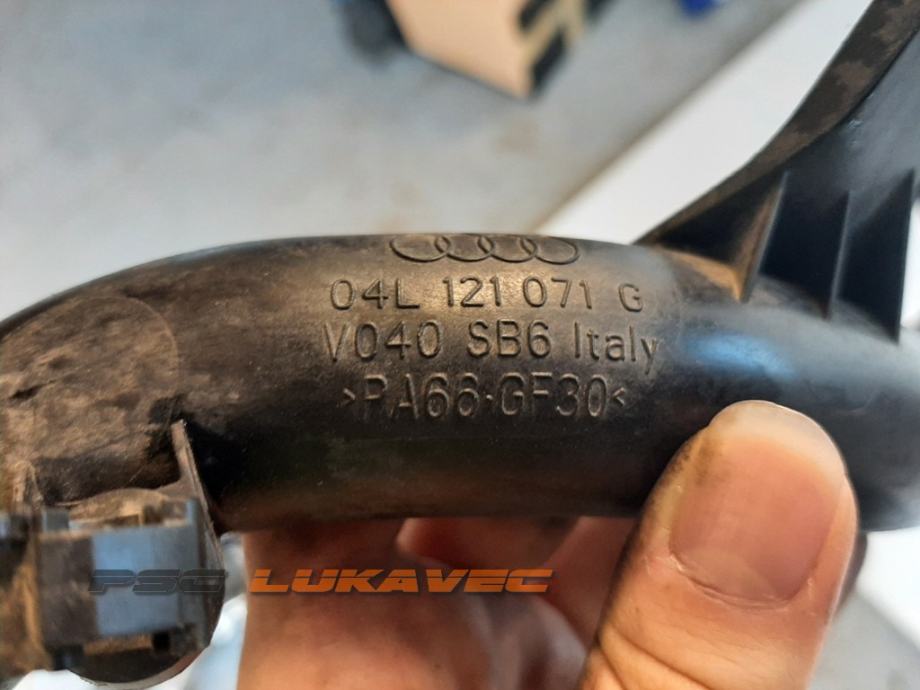 04L 121 071 G
V040 SB6 Italy
>PA66-GF30<
PSC LUKAVEC